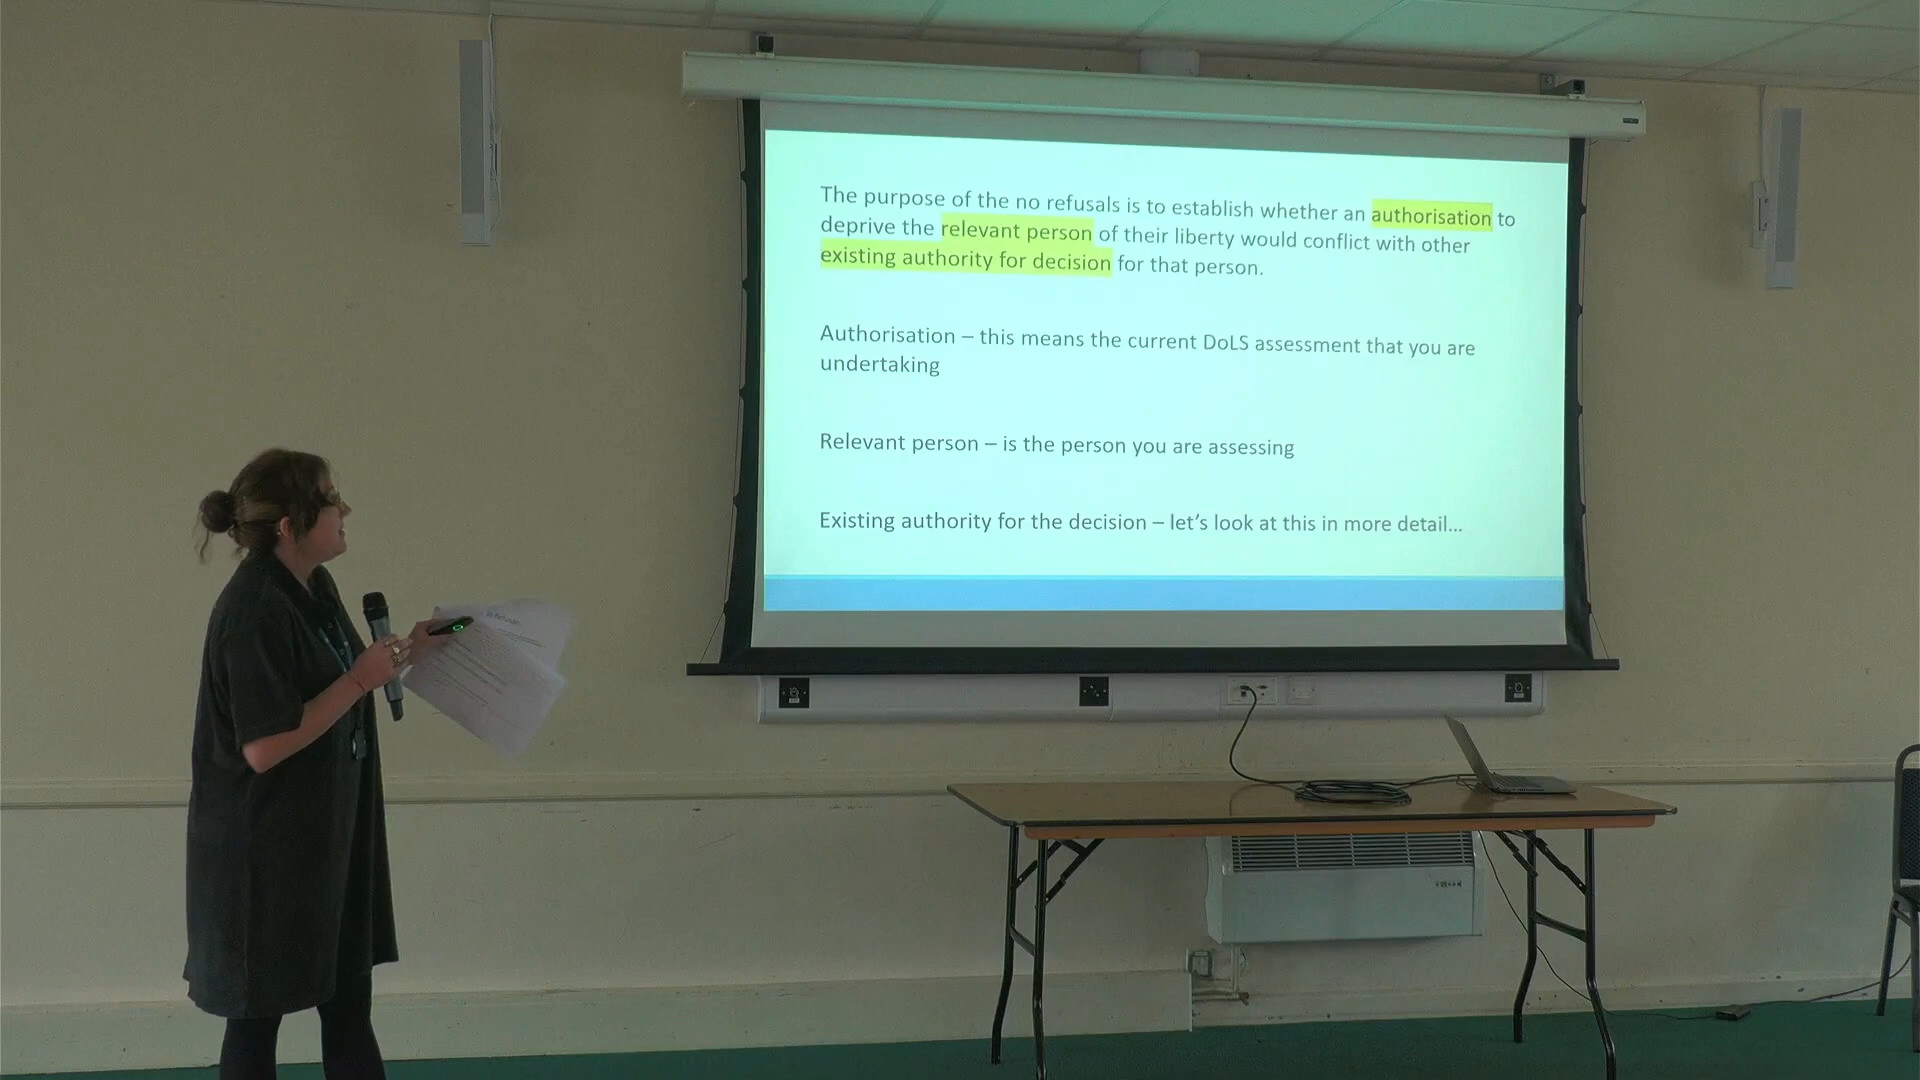 The purpose of the no refusals is to establish whether an authorisation to
deprive the relevant person of their liberty would conflict with other
existing authority for decision for that person.
Authorisation – this means the current DoLS assessment that you are
undertaking
Relevant person – is the person you are assessing
Existing authority for the decision – let's look at this in more detail...